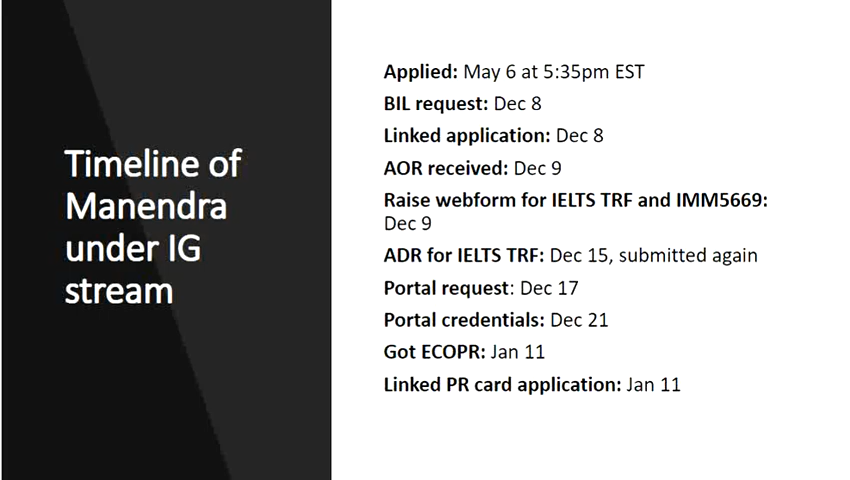 Timeline of
Manendra
under IG
stream
Applied: May 6 at 5:35pm EST
BIL request: Dec 8
Linked application: Dec 8
AOR received: Dec 9
Raise webform for IELTS TRF and IMM5669:
Dec 9
ADR for IELTS TRF: Dec 15, submitted again
Portal request: Dec 17
Portal credentials: Dec 21
Got ECOPR: Jan 11
Linked PR card application: Jan 11